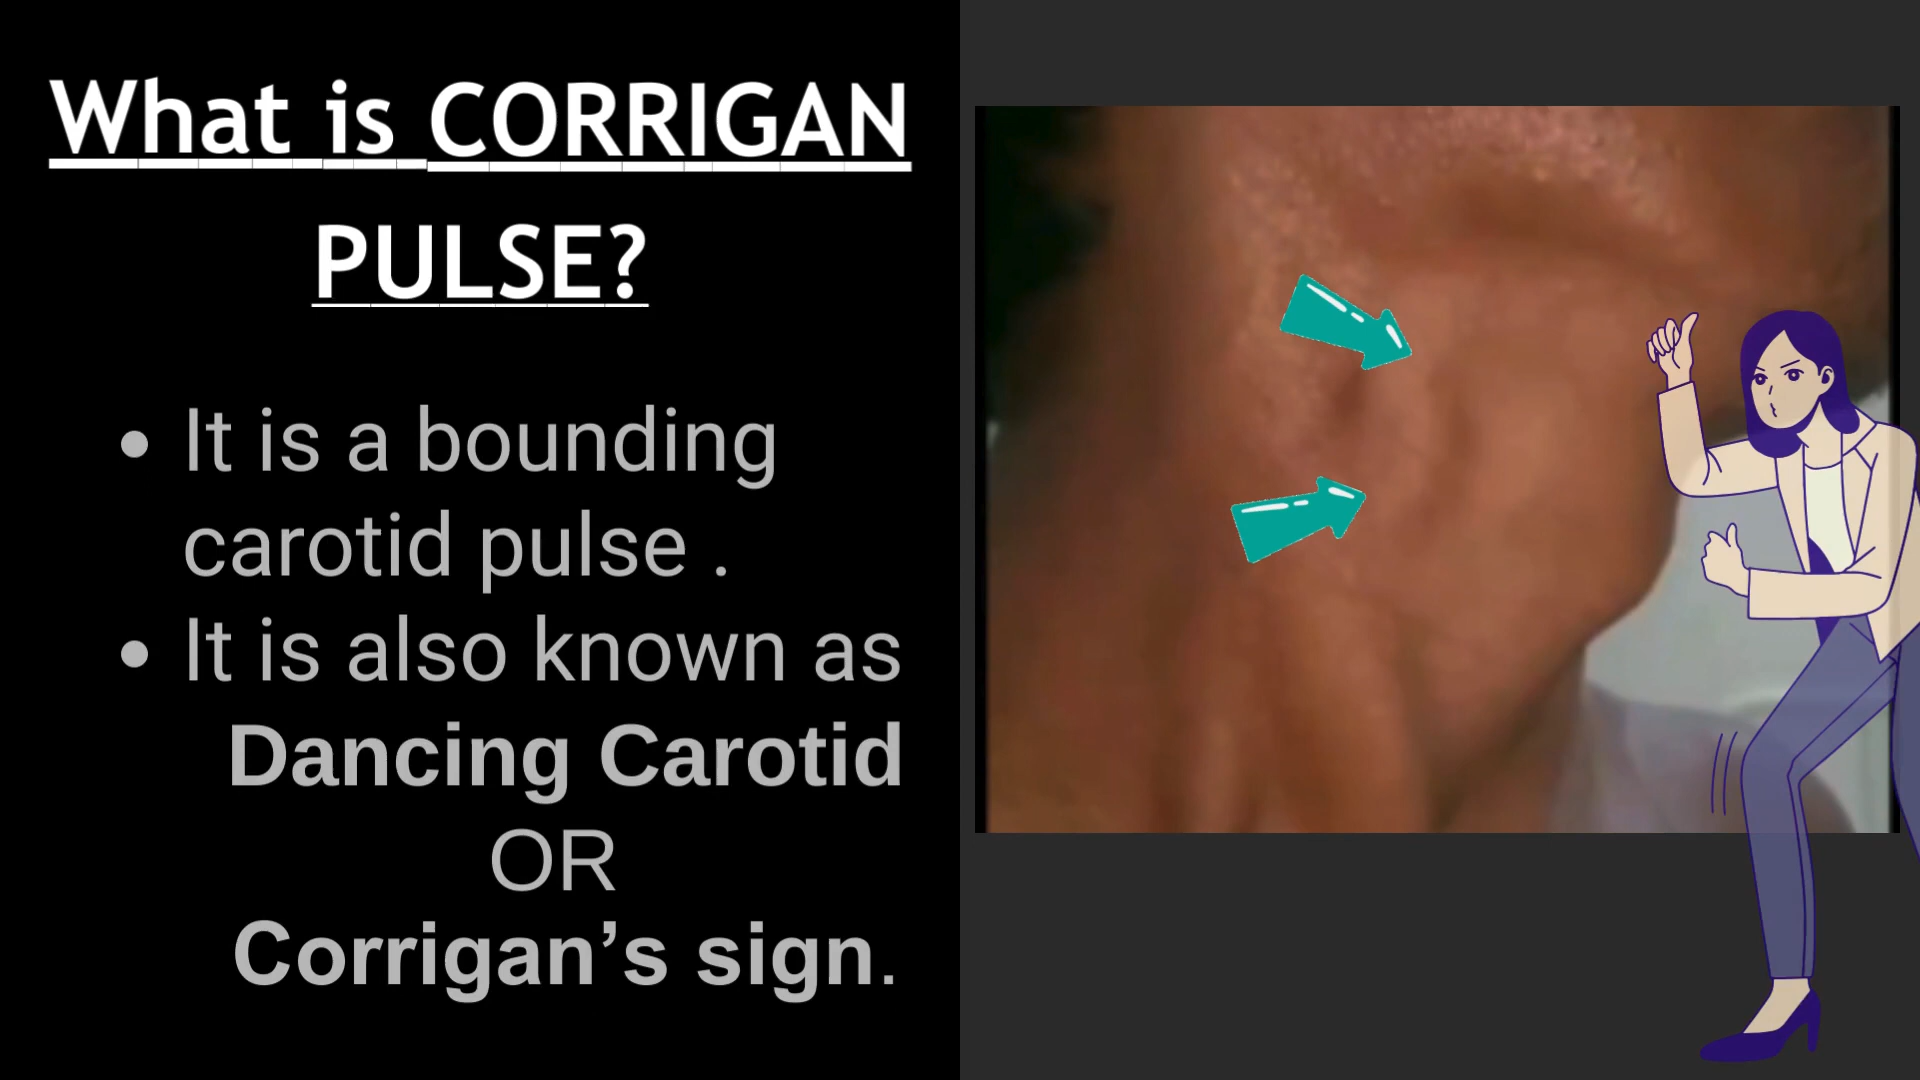 What is CORRIGAN
PULSE?
• It is a bounding
carotid pulse .
• It is also known as
Dancing Carotid
OR
Corrigan’s sign.